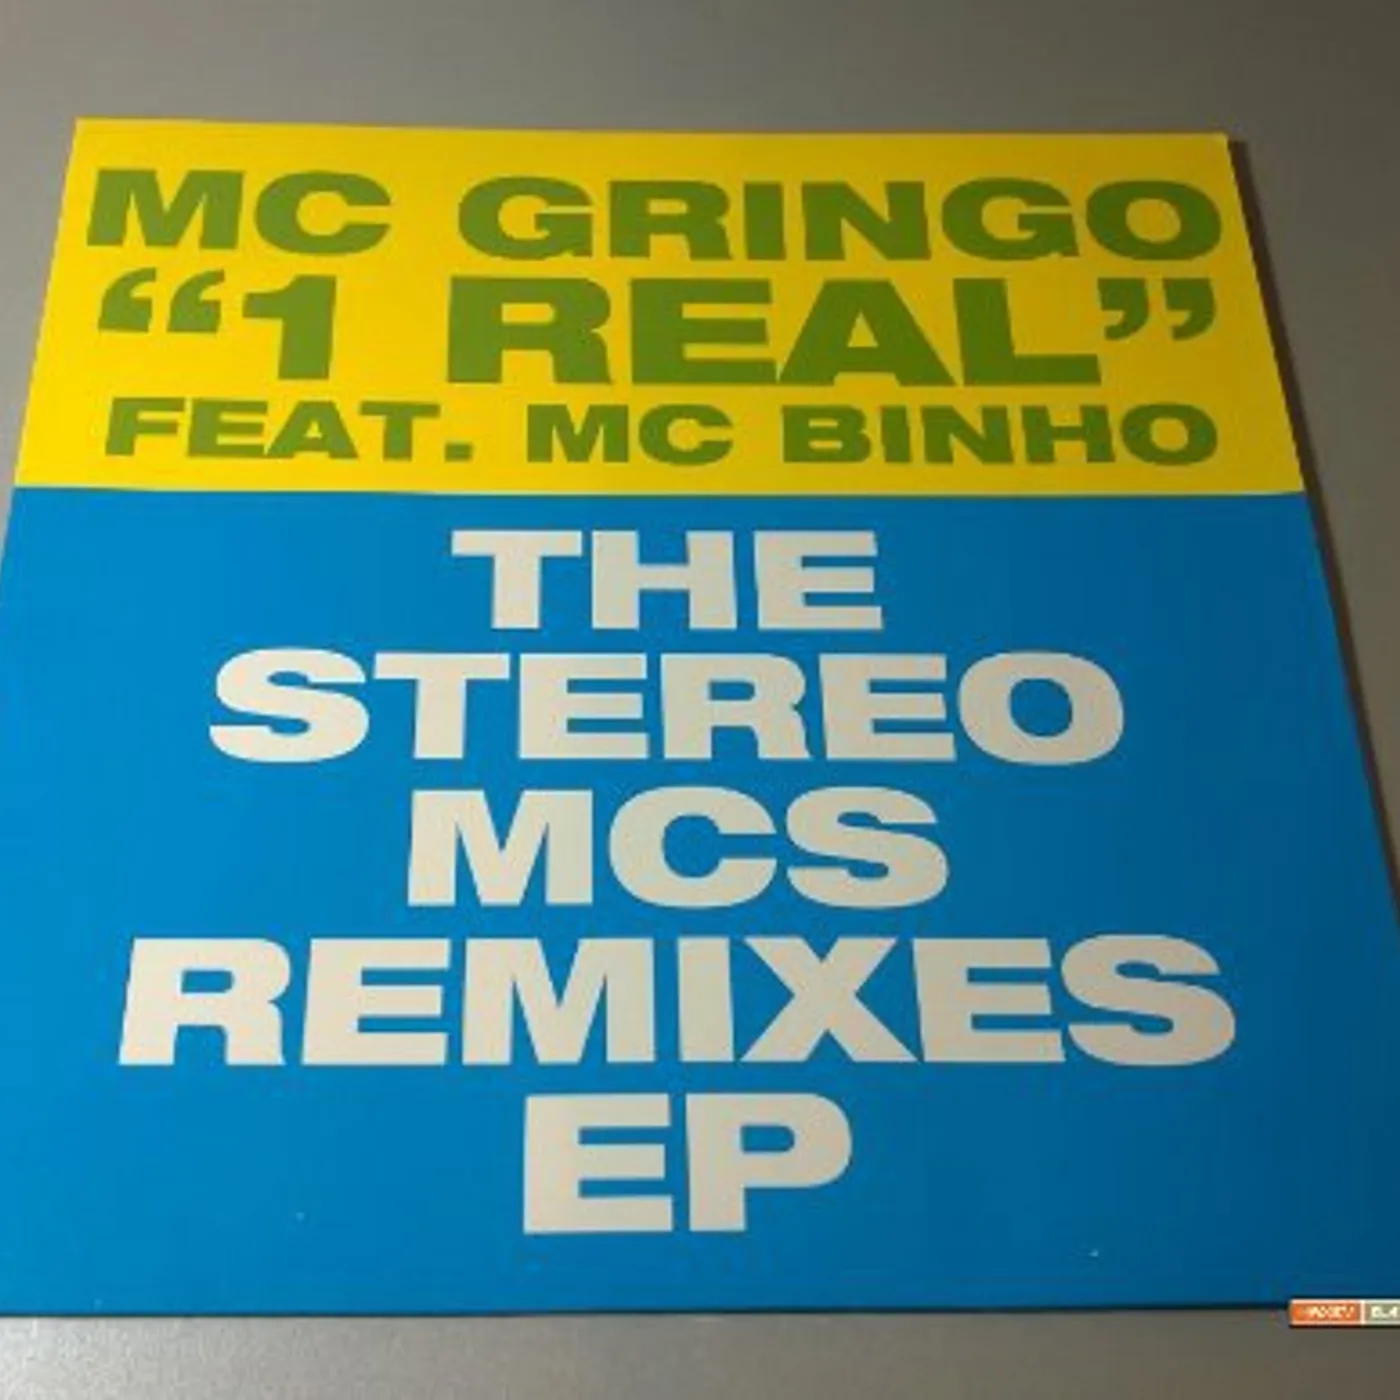 MC GRINGO
“1 REAL”
FEAT. MC BINHO
THE
STEREO
MCS
REMIXES
EP